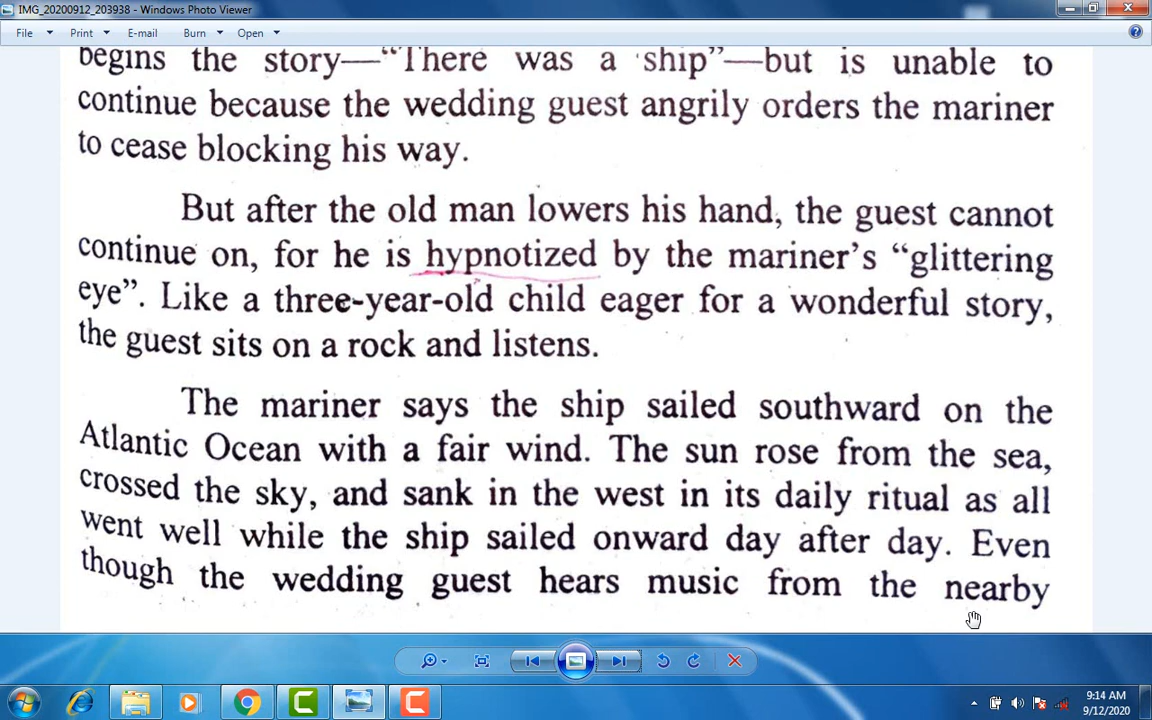 IMG_20200912_203938 - Windows Photo Viewer
File Print E-mail Burn Open
begins the story—“There was a ship”—but is unable to
continue because the wedding guest angrily orders the mariner
to cease blocking his way.
But after the old man lowers his hand, the guest cannot
continue on, for he is hypnotized by the mariner’s “glittering
eye”. Like a three-year-old child eager for a wonderful story,
the guest sits on a rock and listens.
The mariner says the ship sailed southward on the
Atlantic Ocean with a fair wind. The sun rose from the sea,
crossed the sky, and sank in the west in its daily ritual as all
went well while the ship sailed onward day after day. Even
though the wedding guest hears music from the nearby
9:14 AM
9/12/2020